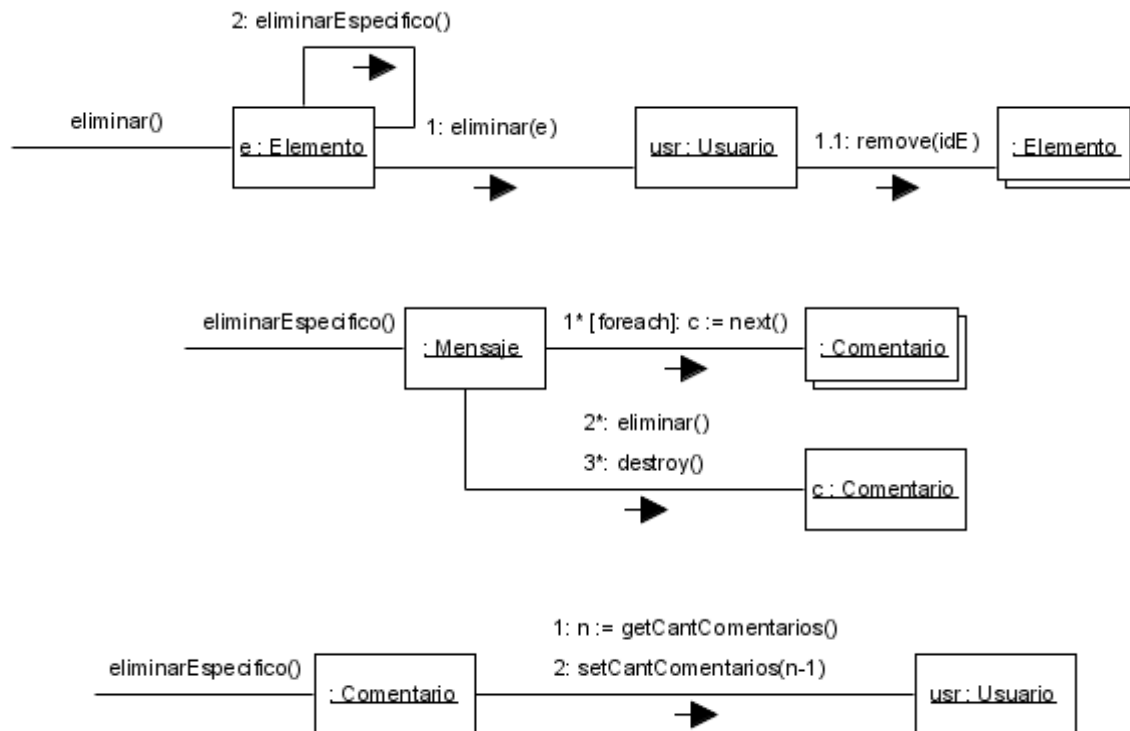 2: eliminarEspecifico()
eliminar()
e : Elemento
1: eliminar(e)
usr : Usuario
1.1: remove(idE)
: Elemento
eliminarEspecifico()
: Mensaje
1* [foreach]: c := next()
: Comentario
2*: eliminar()
3*: destroy()
c : Comentario
1: n := getCantComentarios()
eliminarEspecifico()
: Comentario
2: setCantComentarios(n-1)
usr : Usuario